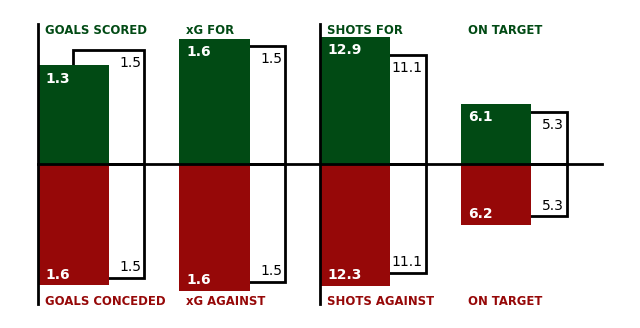 GOALS SCORED xG FOR SHOTS FOR ON TARGET
1.3 1.5 1.6 1.5 12.9 11.1 6.1 5.3
1.6 1.5 1.6 1.5 12.3 11.1 6.2 5.3
GOALS CONCEDED xG AGAINST SHOTS AGAINST ON TARGET